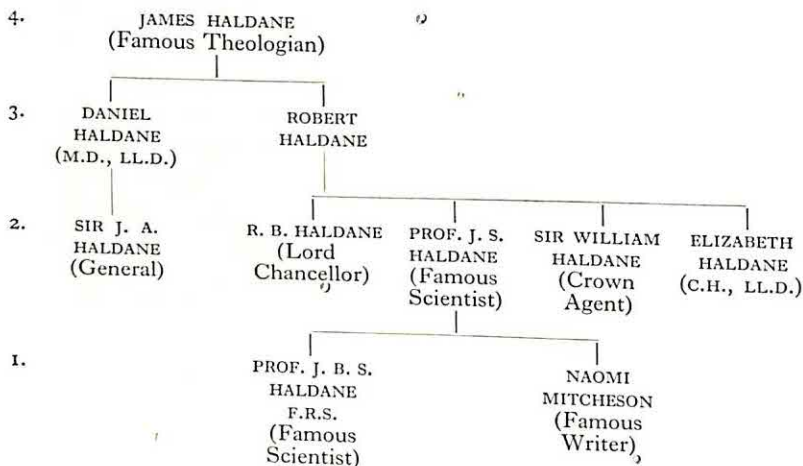 4.
JAMES HALDANE
(Famous Theologian)
3.
DANIEL
HALDANE
(M.D., LL.D.)
ROBERT
HALDANE
2.
SIR J. A.
HALDANE
(General)
R. B. HALDANE
(Lord
Chancellor)
PROF. J. S.
HALDANE
(Famous
Scientist)
SIR WILLIAM
HALDANE
(Crown
Agent)
ELIZABETH
HALDANE
(C.H., LL.D.)
1.
PROF. J. B. S.
HALDANE
F.R.S.
(Famous
Scientist)
NAOMI
MITCHESON
(Famous
Writer)